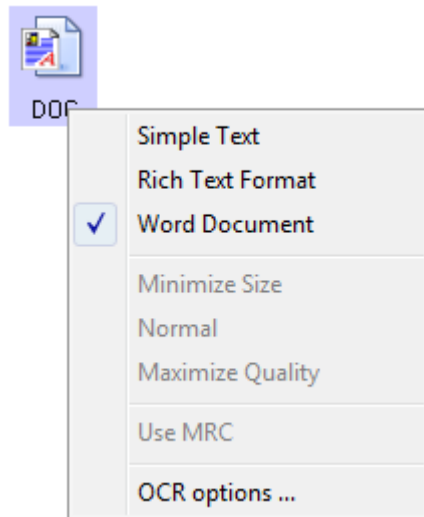 DOC
Simple Text
Rich Text Format
Word Document
Minimize Size
Normal
Maximize Quality
Use MRC
OCR options ...